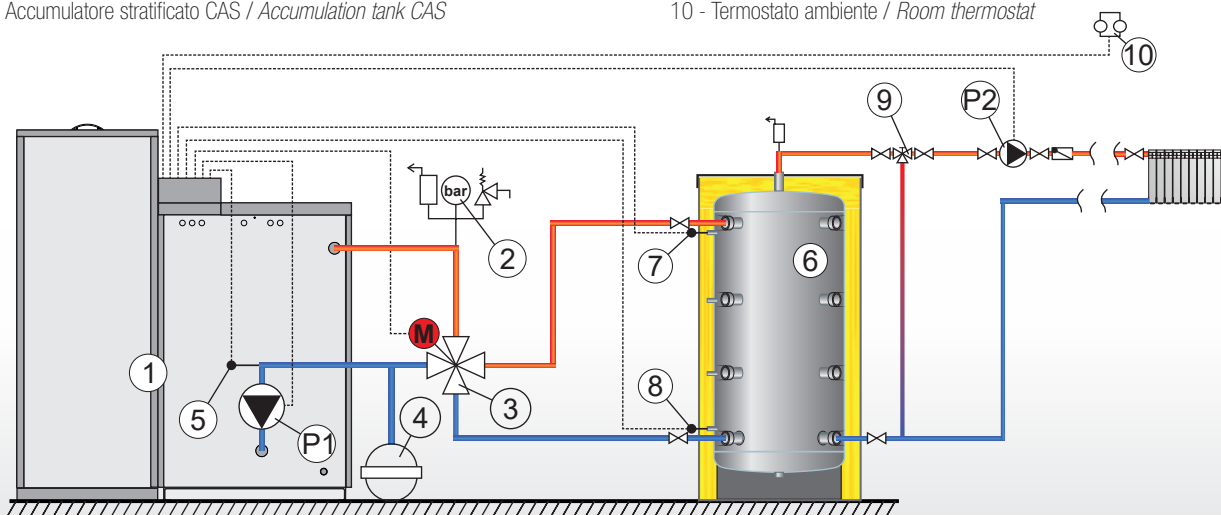 Accumulatore stratificato CAS / Accumulation tank CAS
10 - Termostato ambiente / Room thermostat
10
9
P2
bar
2
7
6
M
1
5
P1
4
3
8